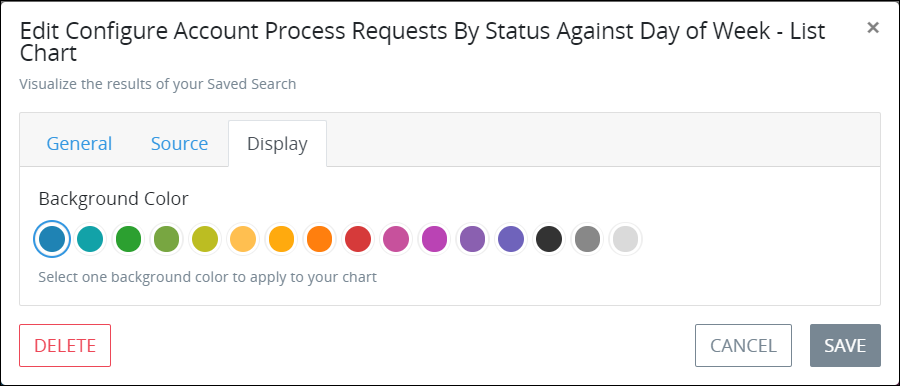 Edit Configure Account Process Requests By Status Against Day of Week - List
Chart
×
Visualize the results of your Saved Search
General Source Display
Background Color
Select one background color to apply to your chart
DELETE CANCEL SAVE